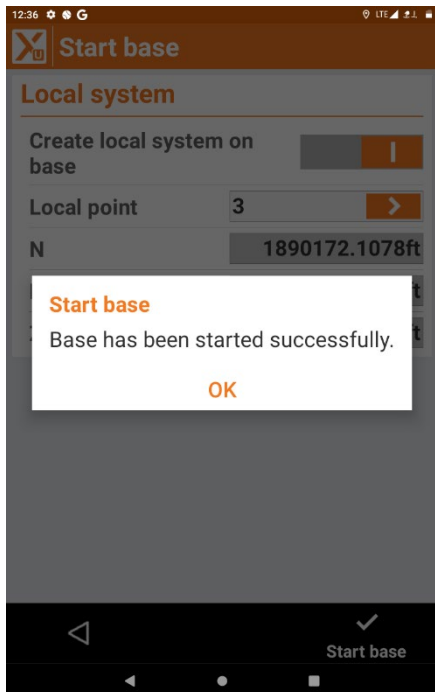 12:36 G LTE
Xu Start base
Local system
Create local system on
base
Local point 3
N 1890172.1078ft
t
Start base
Base has been started successfully.
OK
Start base